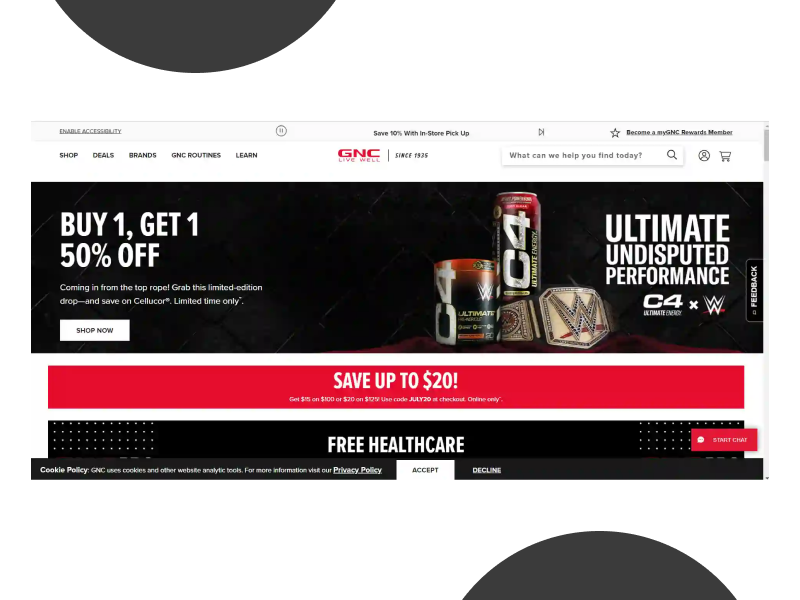 ENABLE ACCESSIBILITY
Save 10% With In-Store Pick Up
Become a myGNC Rewards Member
SHOP DEALS BRANDS GNC ROUTINES LEARN
GNC
LIVE WELL
SINCE 1935
What can we help you find today?
BUY 1, GET 1
50% OFF
Coming in from the top rope! Grab this limited-edition
drop—and save on Cellucor®. Limited time only~.
SHOP NOW
C4
ULTIMATE
C4
ULTIMATE ENERGY
ULTIMATE
UNDISPUTED
PERFORMANCE
C4
ULTIMATE ENERGY
×
W
FEEDBACK
SAVE UP TO $20!
Get $15 on $100 or $20 on $125! Use code JULY20 at checkout. Online only~.
FREE HEALTHCARE
START CHAT
Cookie Policy: GNC uses cookies and other website analytic tools. For more information visit our Privacy Policy
ACCEPT
DECLINE